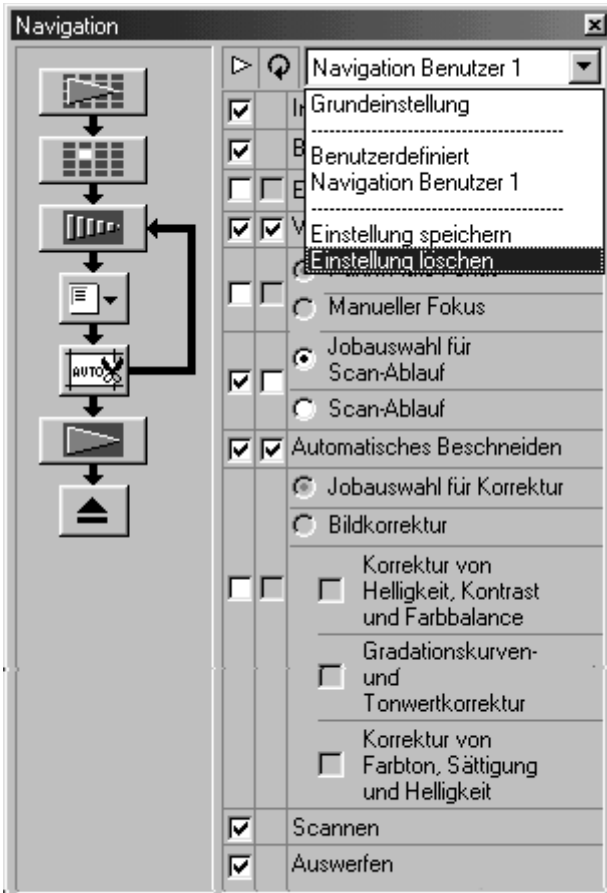 Navigation
Navigation Benutzer 1
Grundeinstellung
Benutzerdefiniert
Navigation Benutzer 1
Einstellung speichern
Einstellung löschen
Manueller Fokus
Jobauswahl für
Scan-Ablauf
Scan-Ablauf
AUTO
Automatisches Beschneiden
Jobauswahl für Korrektur
Bildkorrektur
Korrektur von
Helligkeit, Kontrast
und Farbbalance
Gradationskurven-
und
Tonwertkorrektur
Korrektur von
Farbton, Sättigung
und Helligkeit
Scannen
Auswerfen